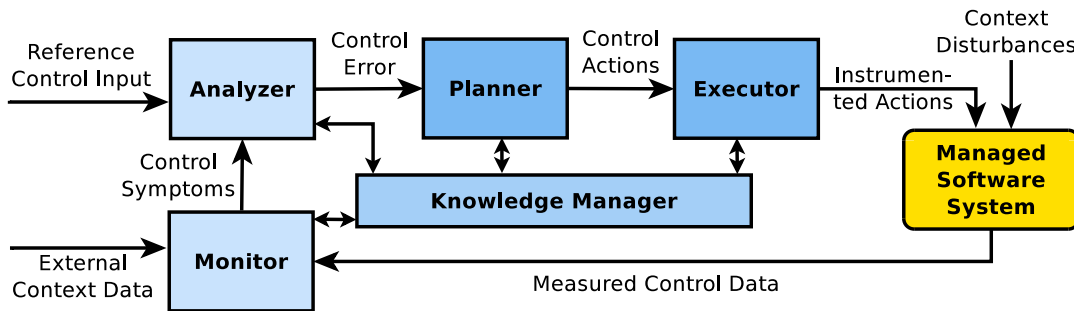 Reference
Control Input
Analyzer
Control
Error
Planner
Control
Actions
Executor
Instrumen-
ted Actions
Context
Disturbances
Managed
Software
System
Control
Symptoms
Knowledge Manager
Monitor
External
Context Data
Measured Control Data